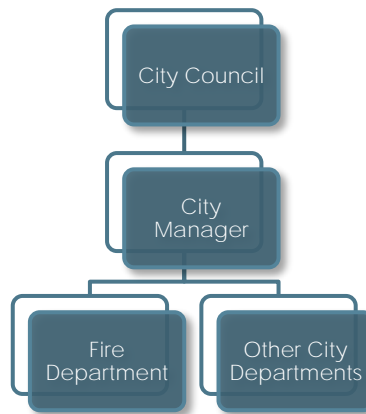 City Council
City
Manager
Fire
Department
Other City
Departments